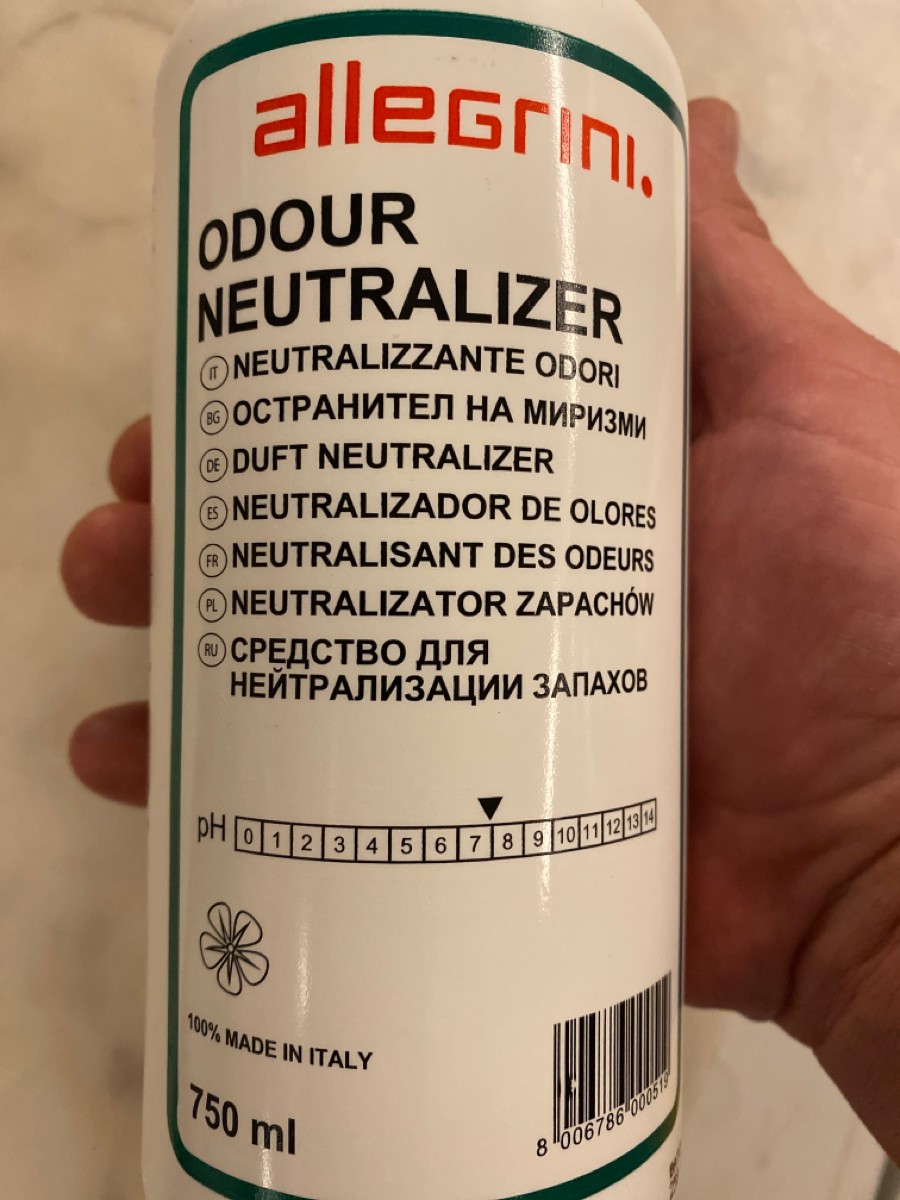 allegrini.
ODOUR
NEUTRALIZER
IT NEUTRALIZZANTE ODORI
BG ОСТРАНИТЕЛ НА МИРИЗМИ
DE DUFT NEUTRALIZER
ES NEUTRALIZADOR DE OLORES
FR NEUTRALISANT DES ODEURS
PL NEUTRALIZATOR ZAPACHÓW
RU СРЕДСТВО ДЛЯ
НЕЙТРАЛИЗАЦИИ ЗАПАХОВ
pH 0 1 2 3 4 5 6 7 8 9 10 11 12 13 14
100% MADE IN ITALY
750 ml
8 006786 000519